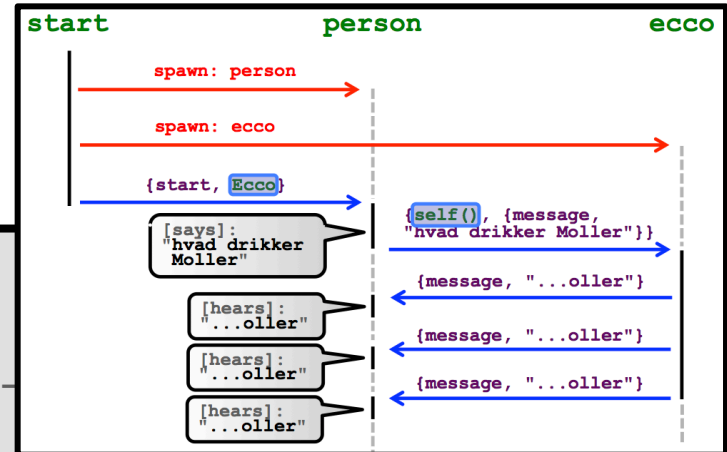 start person ecco
spawn: person
spawn: ecco
{start, Ecco}
[says]:
"hvad drikker
Moller"
{self(), {message,
"hvad drikker Moller"}}
{message, "...oller"}
[hears]:
"...oller"
{message, "...oller"}
[hears]:
"...oller"
{message, "...oller"}
[hears]:
"...oller"